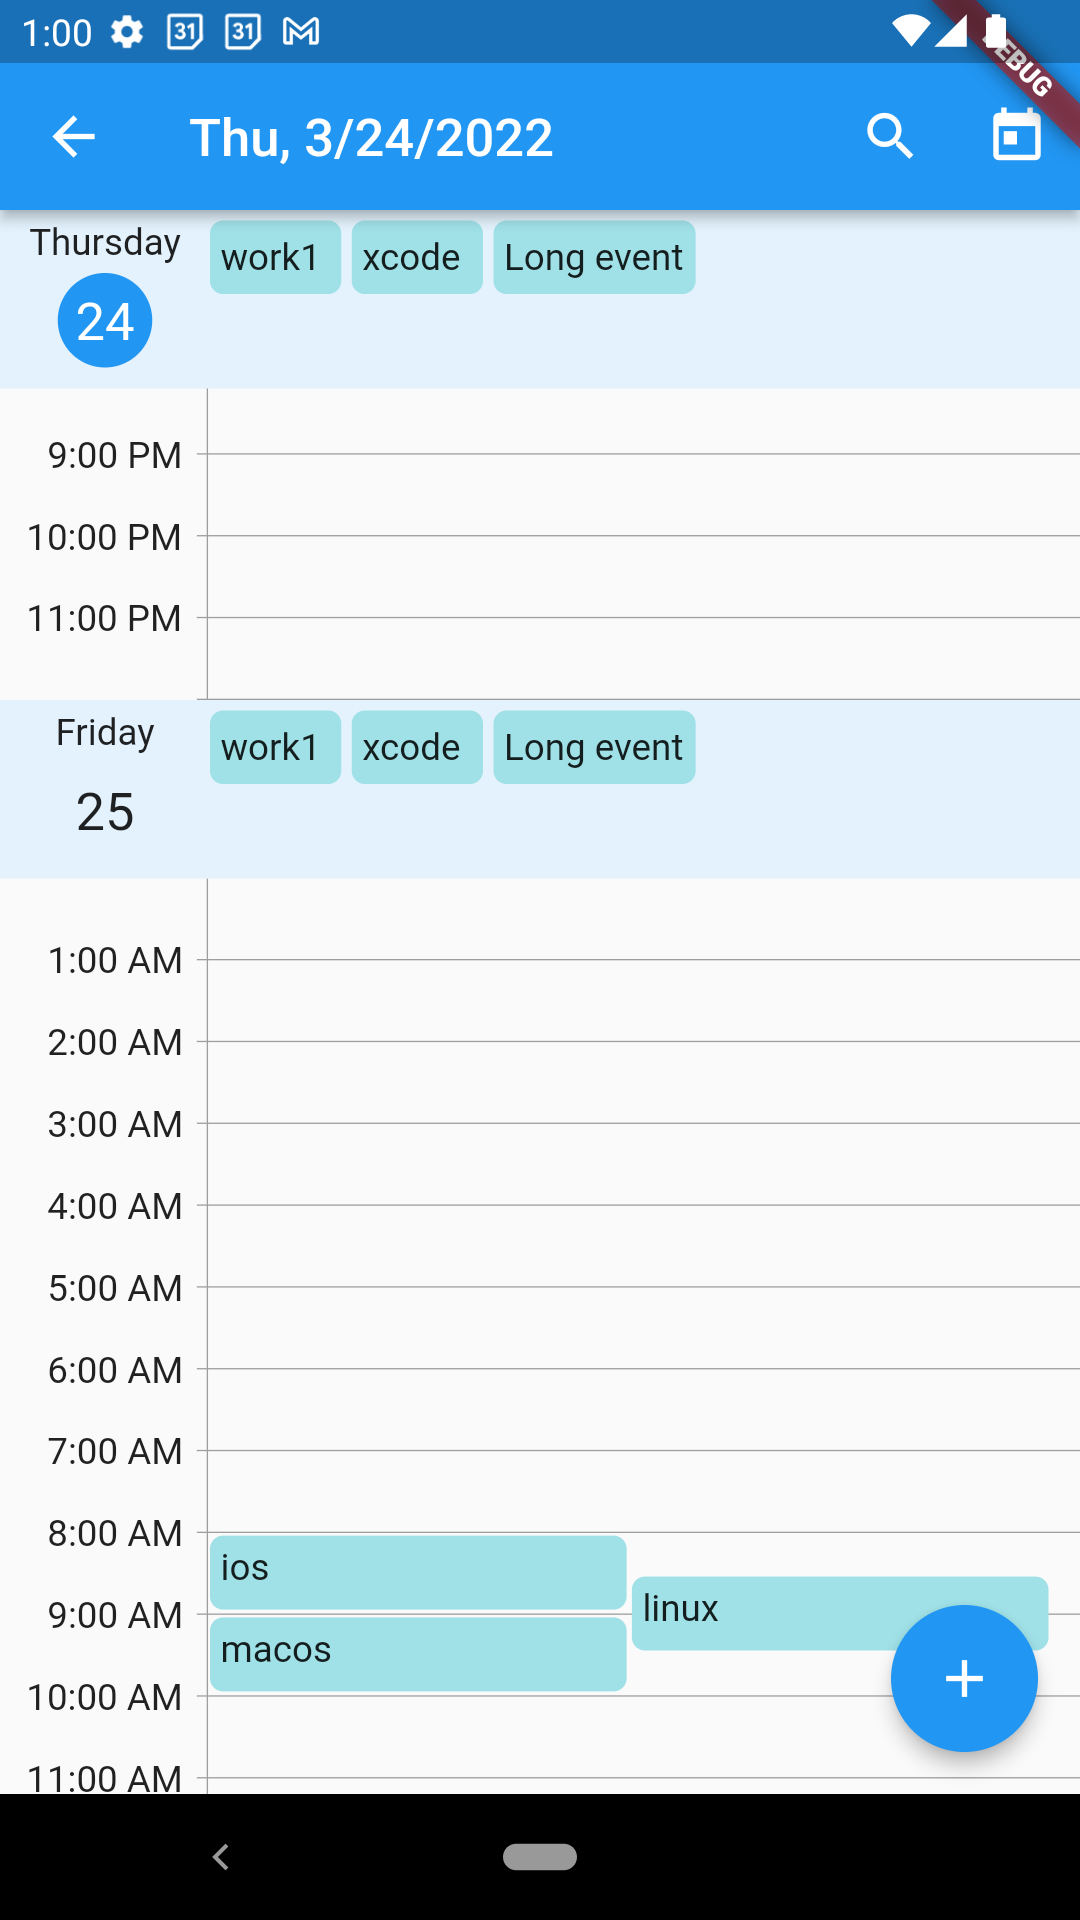 1:00 31 31
DEBUG
Thu, 3/24/2022
Thursday work1 xcode Long event
24
9:00 PM
10:00 PM
11:00 PM
Friday work1 xcode Long event
25
1:00 AM
2:00 AM
3:00 AM
4:00 AM
5:00 AM
6:00 AM
7:00 AM
8:00 AM
ios
linux
9:00 AM
macos
10:00 AM
11:00 AM